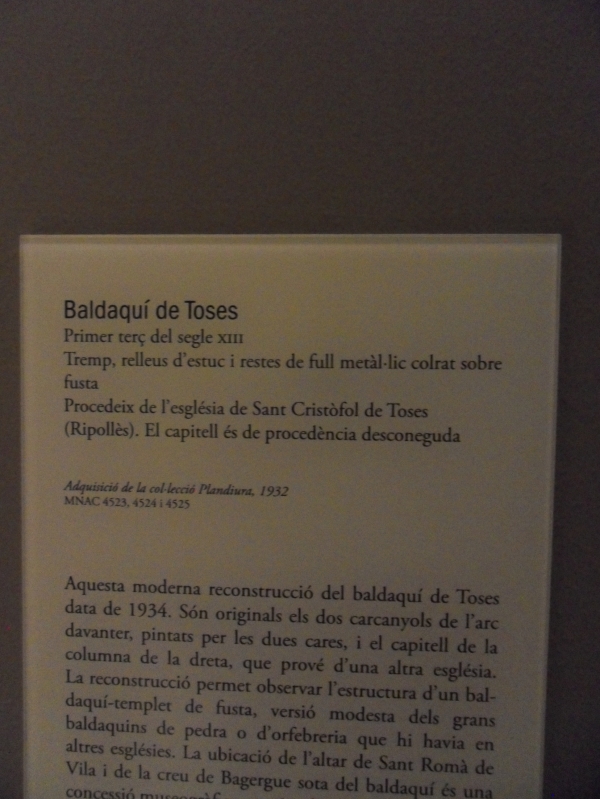 Baldaquí de Toses
Primer terç del segle XIII
Tremp, relleus d'estuc i restes de full metàl·lic colrat sobre
fusta
Procedeix de l'església de Sant Cristòfol de Toses
(Ripollès). El capitell és de procedència desconeguda
Adquisició de la col·lecció Plandiura, 1932
MNAC 4523, 4524 i 4525
Aquesta moderna reconstrucció del baldaquí de Toses
data de 1934. Són originals els dos carcanyols de l'arc
davanter, pintats per les dues cares, i el capitell de la
columna de la dreta, que prové d'una altra església.
La reconstrucció permet observar l'estructura d'un bal-
daquí-templet de fusta, versió modesta dels grans
baldaquins de pedra o d'orfebreria que hi havia en
altres esglésies. La ubicació de l'altar de Sant Romà de
Vila i de la creu de Bagergue sota del baldaquí és una
concessió